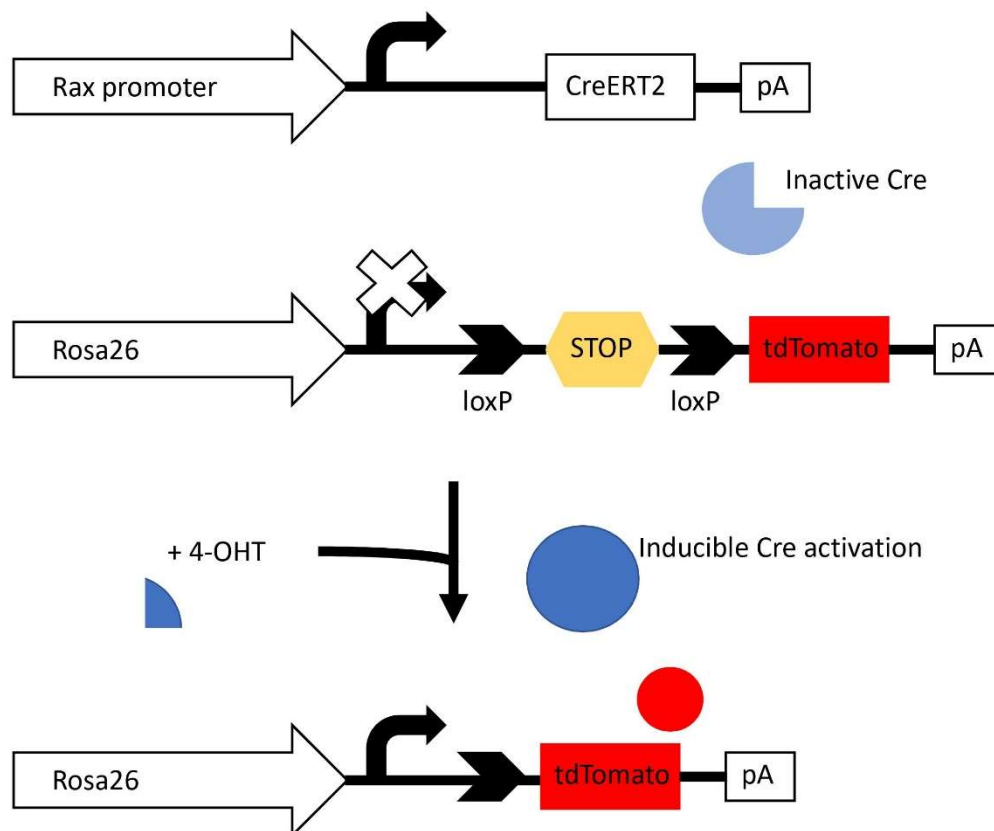 Rax promoter
CreERT2
pA
Inactive Cre
Rosa26
STOP
tdTomato
pA
loxP
loxP
+ 4-OHT
Inducible Cre activation
Rosa26
tdTomato
pA